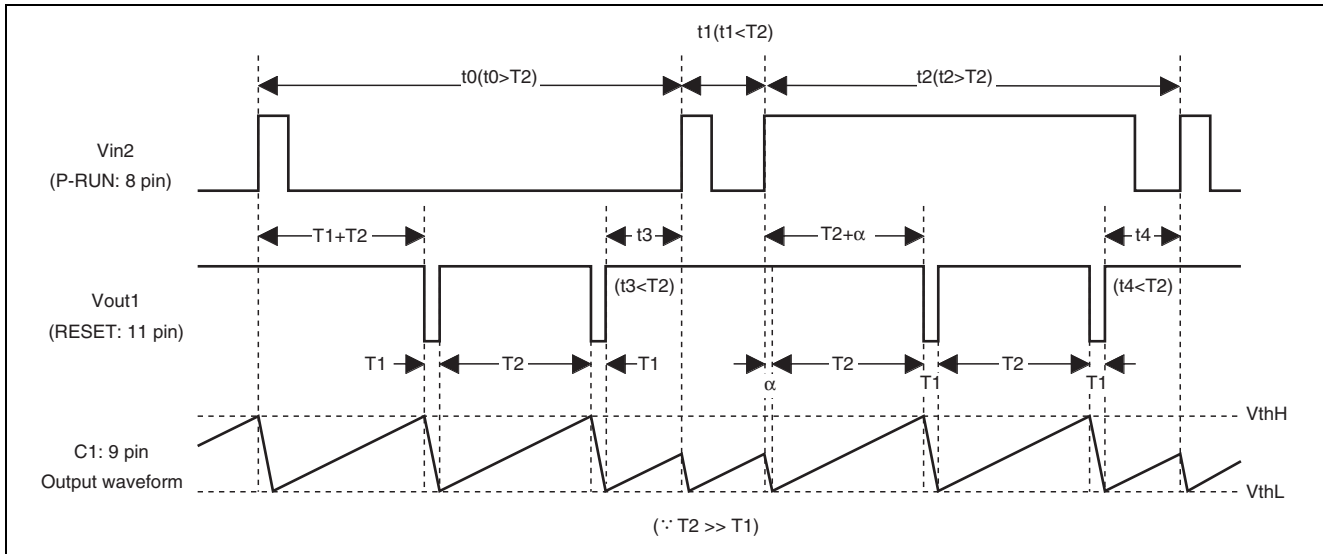 t1(t1<T2)
t0(t0>T2)
t2(t2>T2)
Vin2
(P-RUN: 8 pin)
T1+T2
t3
T2+α
t4
(t3<T2)
(t4<T2)
Vout1
(RESET: 11 pin)
T1
T2
T1
α
T2
T1
T2
T1
VthH
C1: 9 pin
Output waveform
VthL
(∵ T2 >> T1)